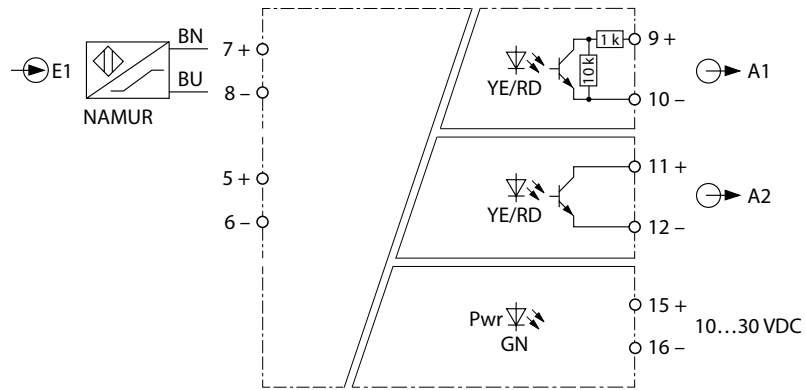 E1
BN
BU
NAMUR
7 +
8 –
5 +
6 –
YE/RD
1 k
10 k
9 +
10 –
A1
YE/RD
11 +
12 –
A2
Pwr
GN
15 +
16 –
10...30 VDC